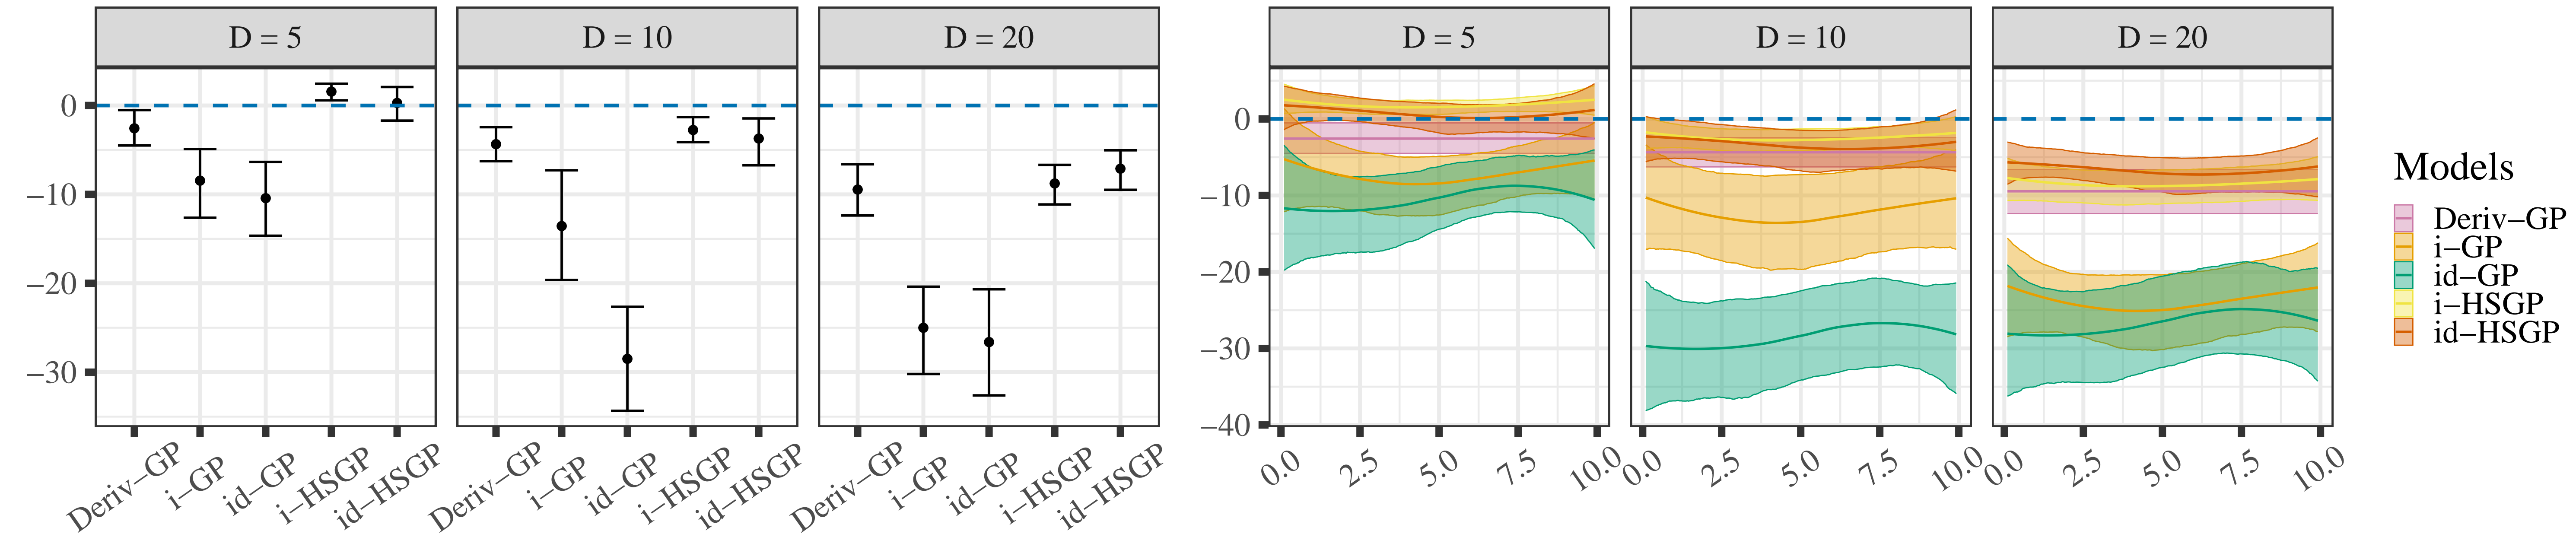 D = 5
D = 10
D = 20
0
−10
−20
−30
Deriv−GP
i−GP
id−GP
i−HSGP
id−HSGP
Deriv−GP
i−GP
id−GP
i−HSGP
id−HSGP
Deriv−GP
i−GP
id−GP
i−HSGP
id−HSGP
D = 5
D = 10
D = 20
0
−10
−20
−30
−40
0.0
2.5
5.0
7.5
10.0
0.0
2.5
5.0
7.5
10.0
0.0
2.5
5.0
7.5
10.0
Models
Deriv−GP
i−GP
id−GP
i−HSGP
id−HSGP